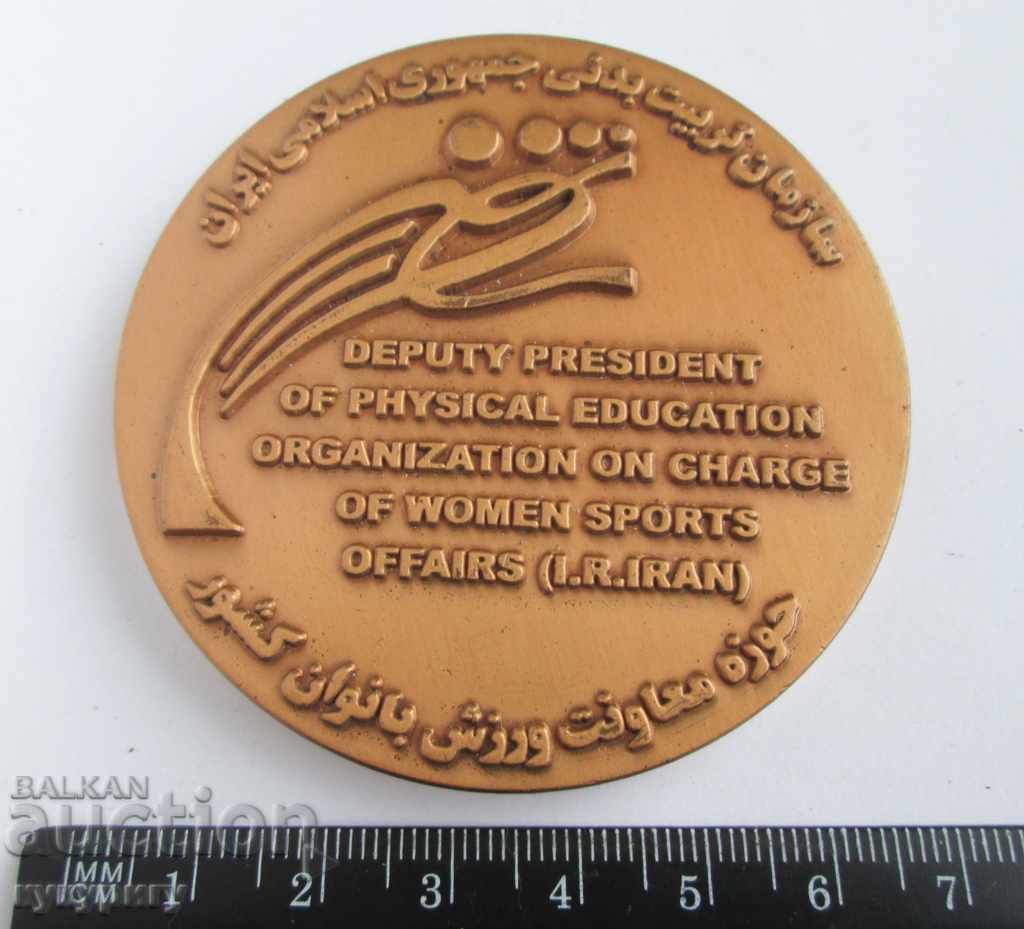 سازمان تربیت بدنی جمهوری اسلامی ایران
DEPUTY PRESIDENT
OF PHYSICAL EDUCATION
ORGANIZATION ON CHARGE
OF WOMEN SPORTS
OFFAIRS (I.R.IRAN)
حوزه معاونت ورزش بانوان کشور
BALKAN
auction
MM
CM
1 2 3 4 5 6 7